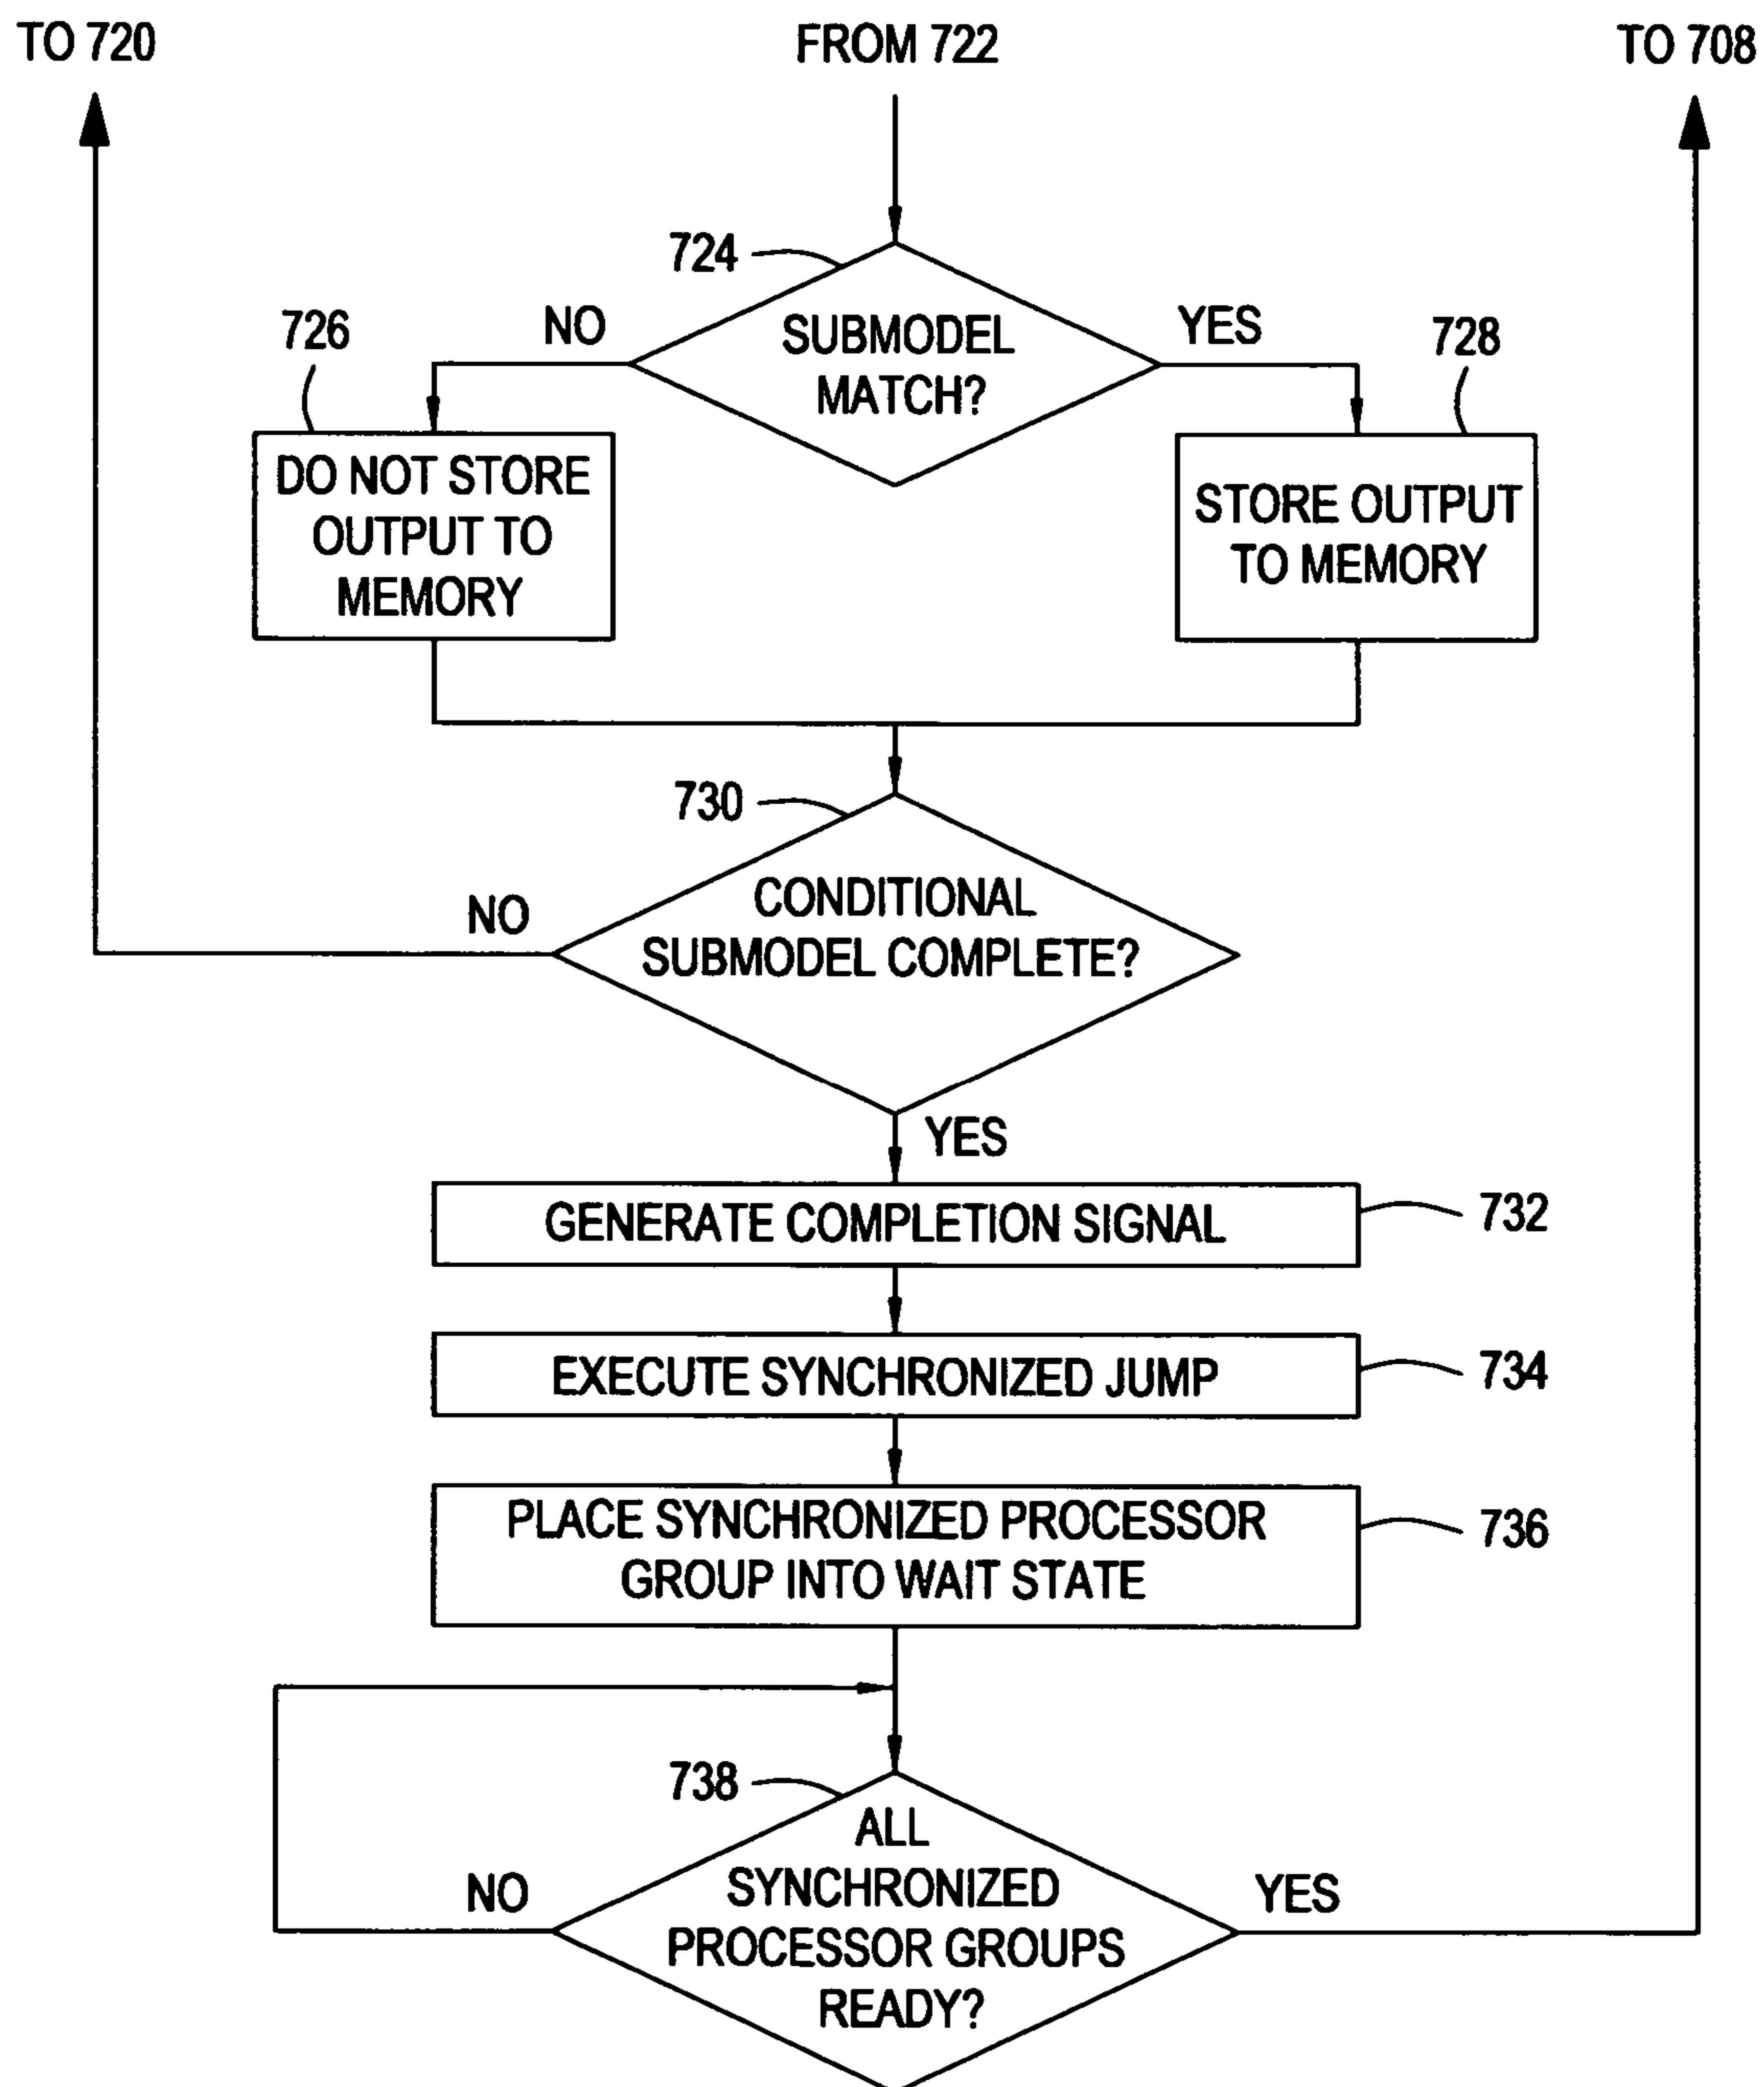 TO 720
FROM 722
TO 708
724
NO
YES
726
728
SUBMODEL
MATCH?
DO NOT STORE
OUTPUT TO
MEMORY
STORE OUTPUT
TO MEMORY
730
NO
CONDITIONAL
SUBMODEL COMPLETE?
YES
GENERATE COMPLETION SIGNAL
732
EXECUTE SYNCHRONIZED JUMP
734
PLACE SYNCHRONIZED PROCESSOR
GROUP INTO WAIT STATE
736
738
NO
YES
ALL
SYNCHRONIZED
PROCESSOR GROUPS
READY?